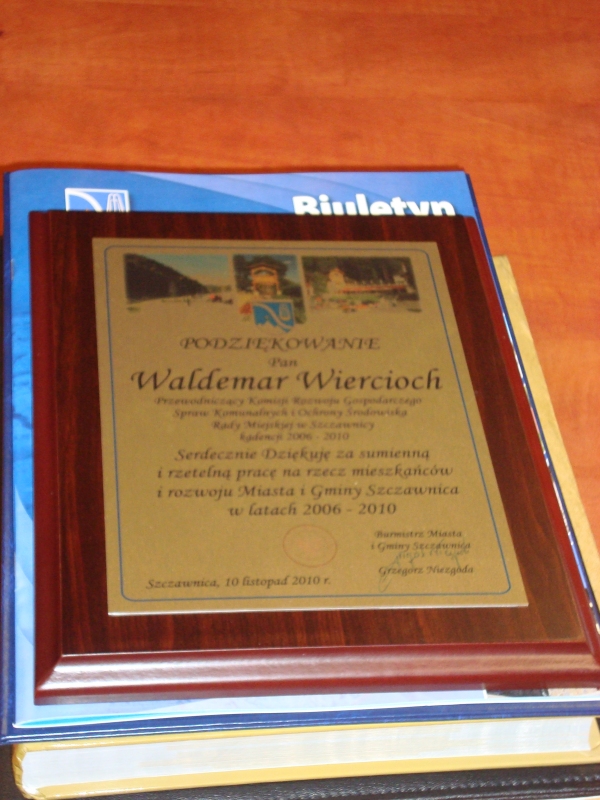 Biuletyn
PODZIĘKOWANIE
Pan
Waldemar Wiercioch
Przewodniczący Komisji Rozwoju Gospodarczego
Spraw Komunalnych i Ochrony Środowiska
Rady Miejskiej w Szczawnicy
kadencji 2006 - 2010
Serdecznie Dziękuję za sumienną
i rzetelną pracę na rzecz mieszkańców
i rozwoju Miasta i Gminy Szczawnica
w latach 2006 - 2010
Burmistrz Miasta
i Gminy Szczawnica
Grzegorz Niezgoda
Szczawnica, 10 listopad 2010 r.